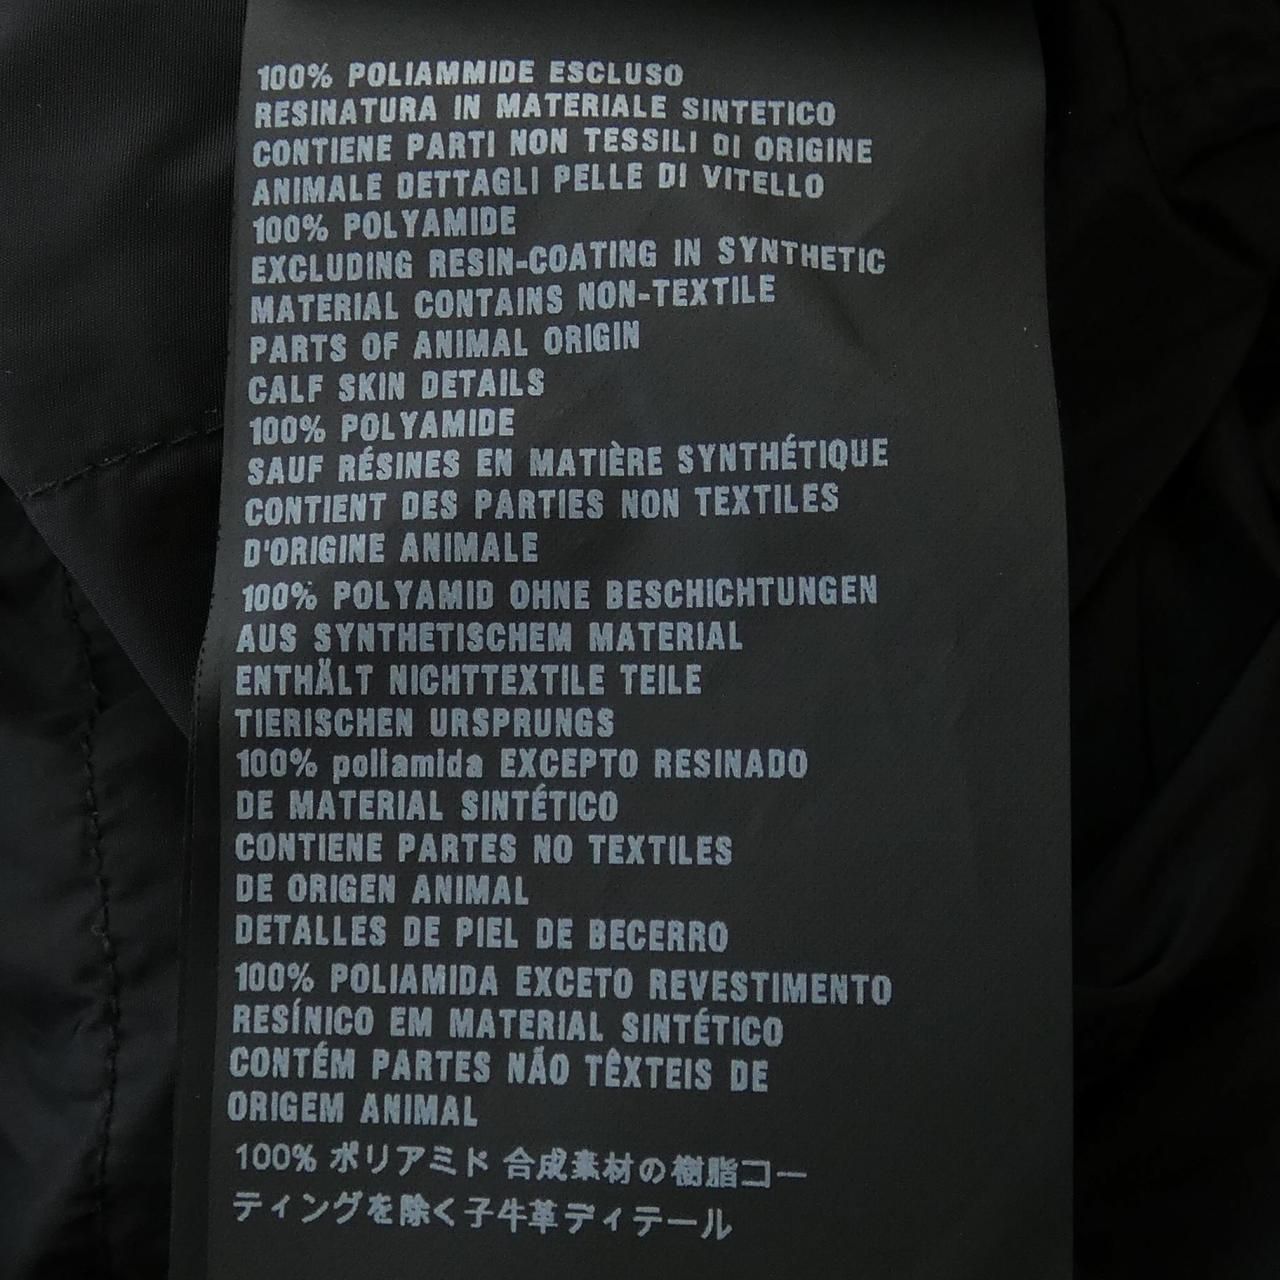 100% POLIAMMIDE ESCLUSO
RESINATURA IN MATERIALE SINTETICO
CONTIENE PARTI NON TESSILI DI ORIGINE
ANIMALE DETTAGLI PELLE DI VITELLO
100% POLYAMIDE
EXCLUDING RESIN-COATING IN SYNTHETIC
MATERIAL CONTAINS NON-TEXTILE
PARTS OF ANIMAL ORIGIN
CALF SKIN DETAILS
100% POLYAMIDE
SAUF RÉSINES EN MATIÈRE SYNTHÉTIQUE
CONTIENT DES PARTIES NON TEXTILES
D'ORIGINE ANIMALE
100% POLYAMID OHNE BESCHICHTUNGEN
AUS SYNTHETISCHEM MATERIAL
ENTHÄLT NICHTTEXTILE TEILE
TIERISCHEN URSPRUNGS
100% poliamida EXCEPTO RESINADO
DE MATERIAL SINTÉTICO
CONTIENE PARTES NO TEXTILES
DE ORIGEN ANIMAL
DETALLES DE PIEL DE BECERRO
100% POLIAMIDA EXCETO REVESTIMENTO
RESÍNICO EM MATERIAL SINTÉTICO
CONTÉM PARTES NÃO TÊXTEIS DE
ORIGEM ANIMAL
100% ポリアミド 合成素材の樹脂コー
ティングを除く子牛革ディテール